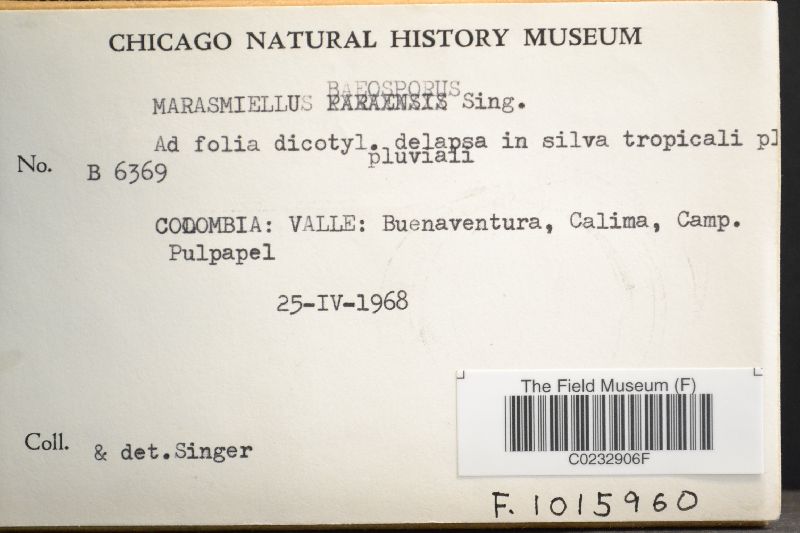 CHICAGO NATURAL HISTORY MUSEUM
BAEOSPORUS
MARASMIELLUS PARAENSIS Sing.
Ad folia dicotyl. delapsa in silva tropicali pl
pluviali
No. B 6369
COLOMBIA: VALLE: Buenaventura, Calima, Camp.
Pulpapel
25-IV-1968
The Field Museum (F)
C0232906F
Coll. & det.Singer
F.1015960